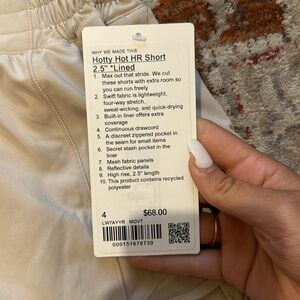 WHY WE MADE THIS
Hotty Hot HR Short
2.5" *Lined
1. Max out that stride. We cut
these shorts with extra room so
you can run freely
2. Swift fabric is lightweight,
four-way stretch,
sweat-wicking, and quick-drying
3. Built-in liner offers extra
coverage
4. Continuous drawcord
5. A discreet zippered pocket in
the seam for small items
6. Secret stash pocket in the
liner
7. Mesh fabric panels
8. Reflective details
9. High rise, 2.5" length
10. This product contains recycled
polyester
4 $68.00
LW7AYYR MOVT
000151678739